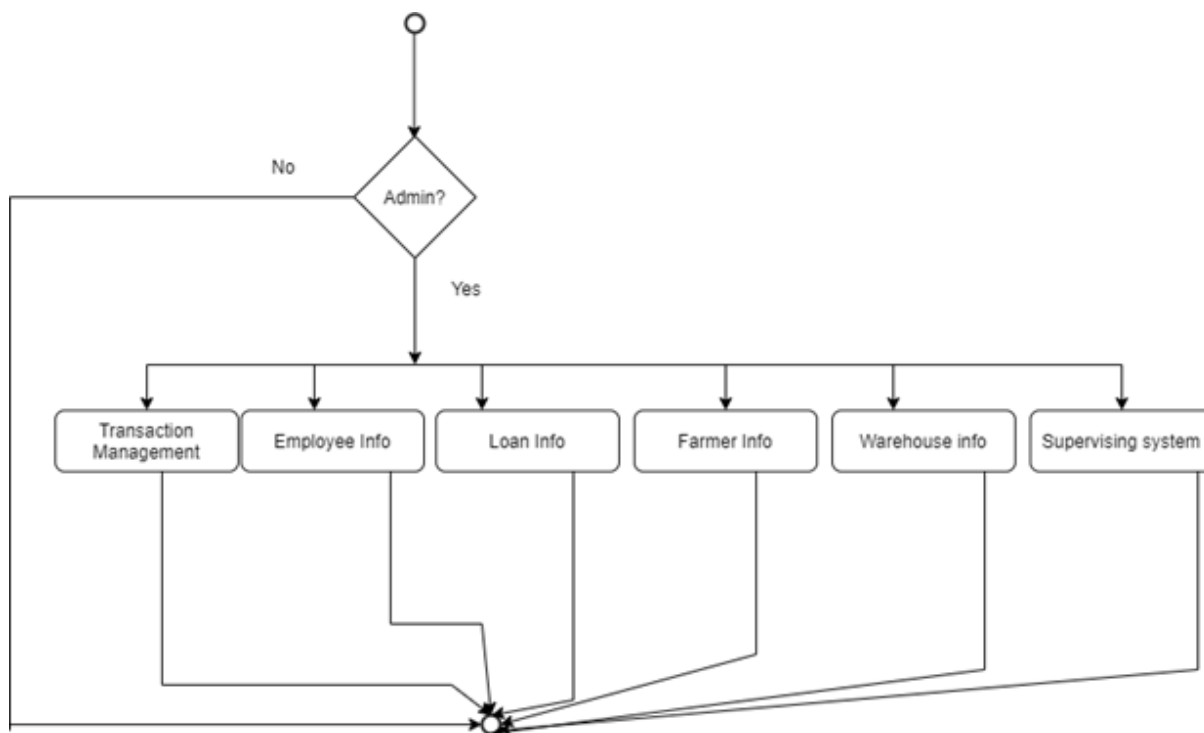 No
Admin?
Yes
Transaction
Management
Employee Info
Loan Info
Farmer Info
Warehouse info
Supervising system